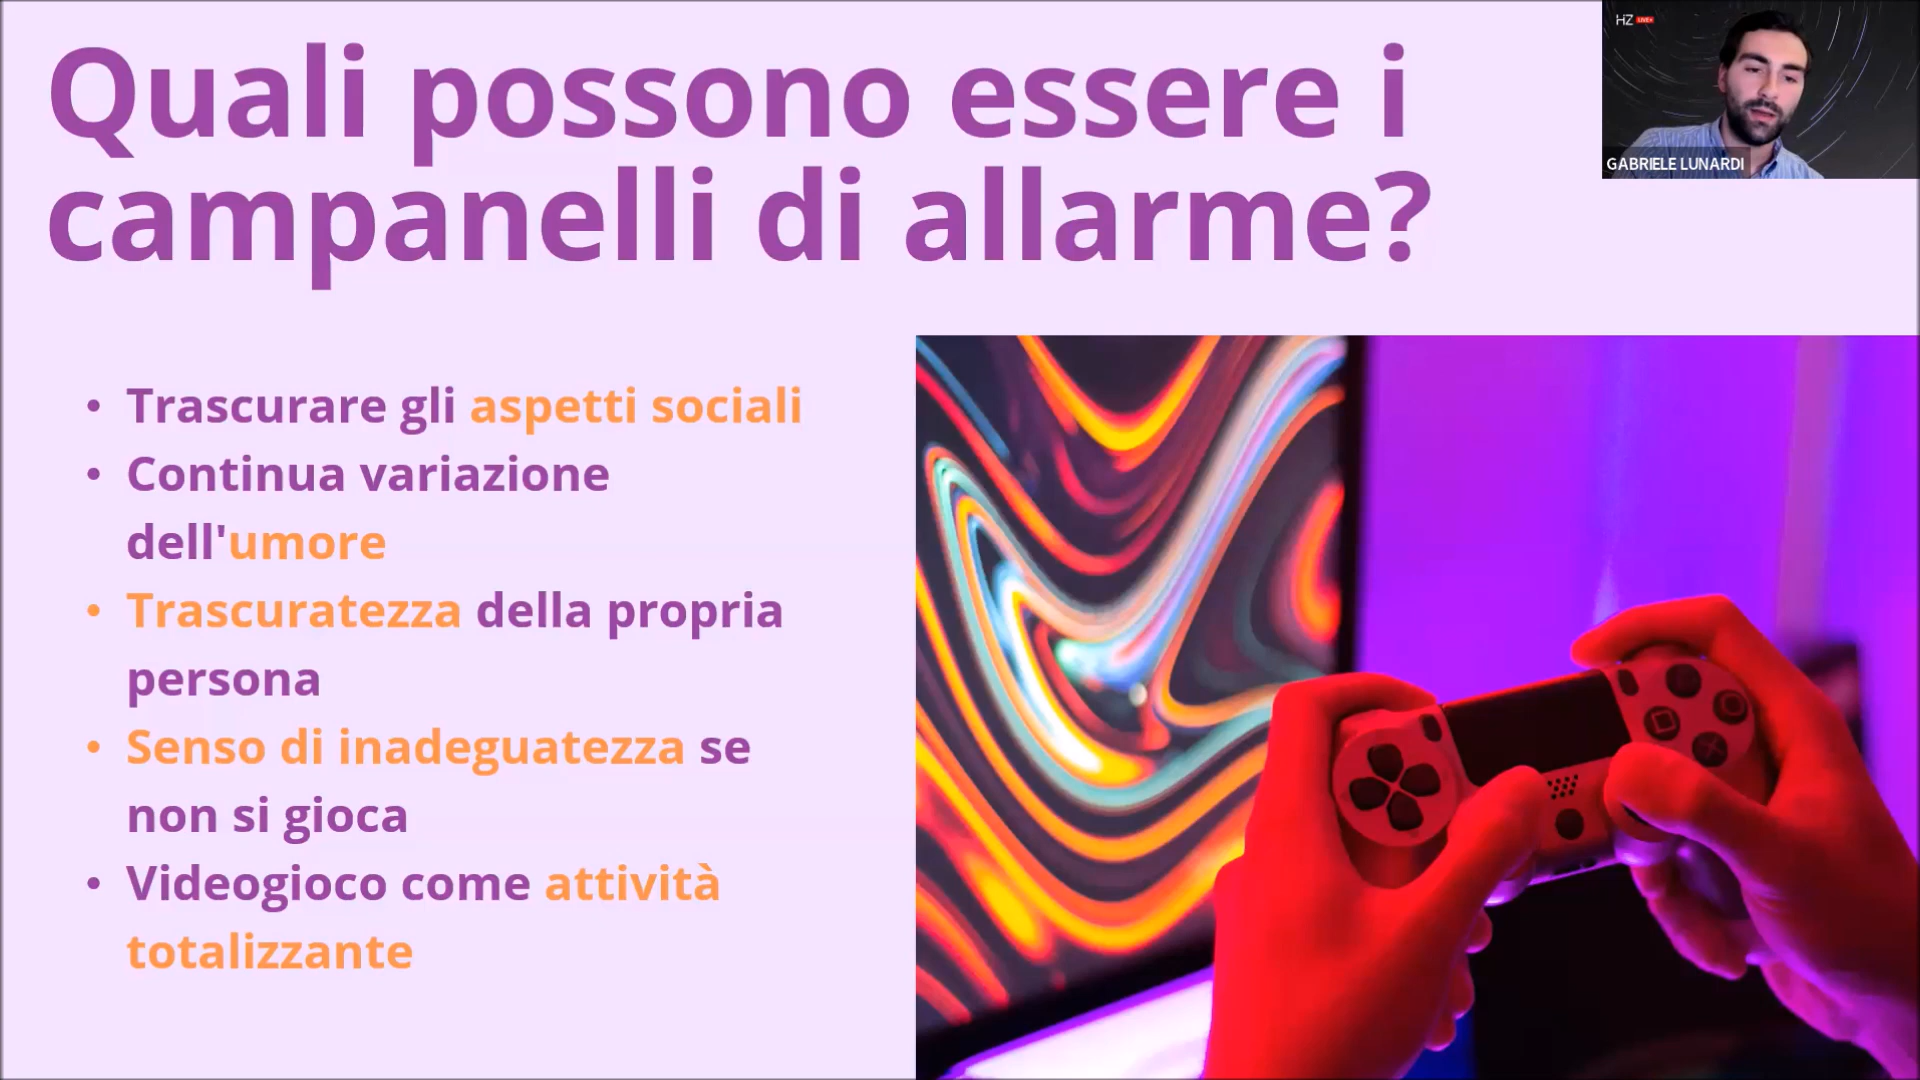 Quali possono essere i
campanelli di allarme?
HZ LIVE+
GABRIELE LUNARDI
• Trascurare gli aspetti sociali
• Continua variazione
dell'umore
• Trascuratezza della propria
persona
• Senso di inadeguatezza se
non si gioca
• Videogioco come attività
totalizzante